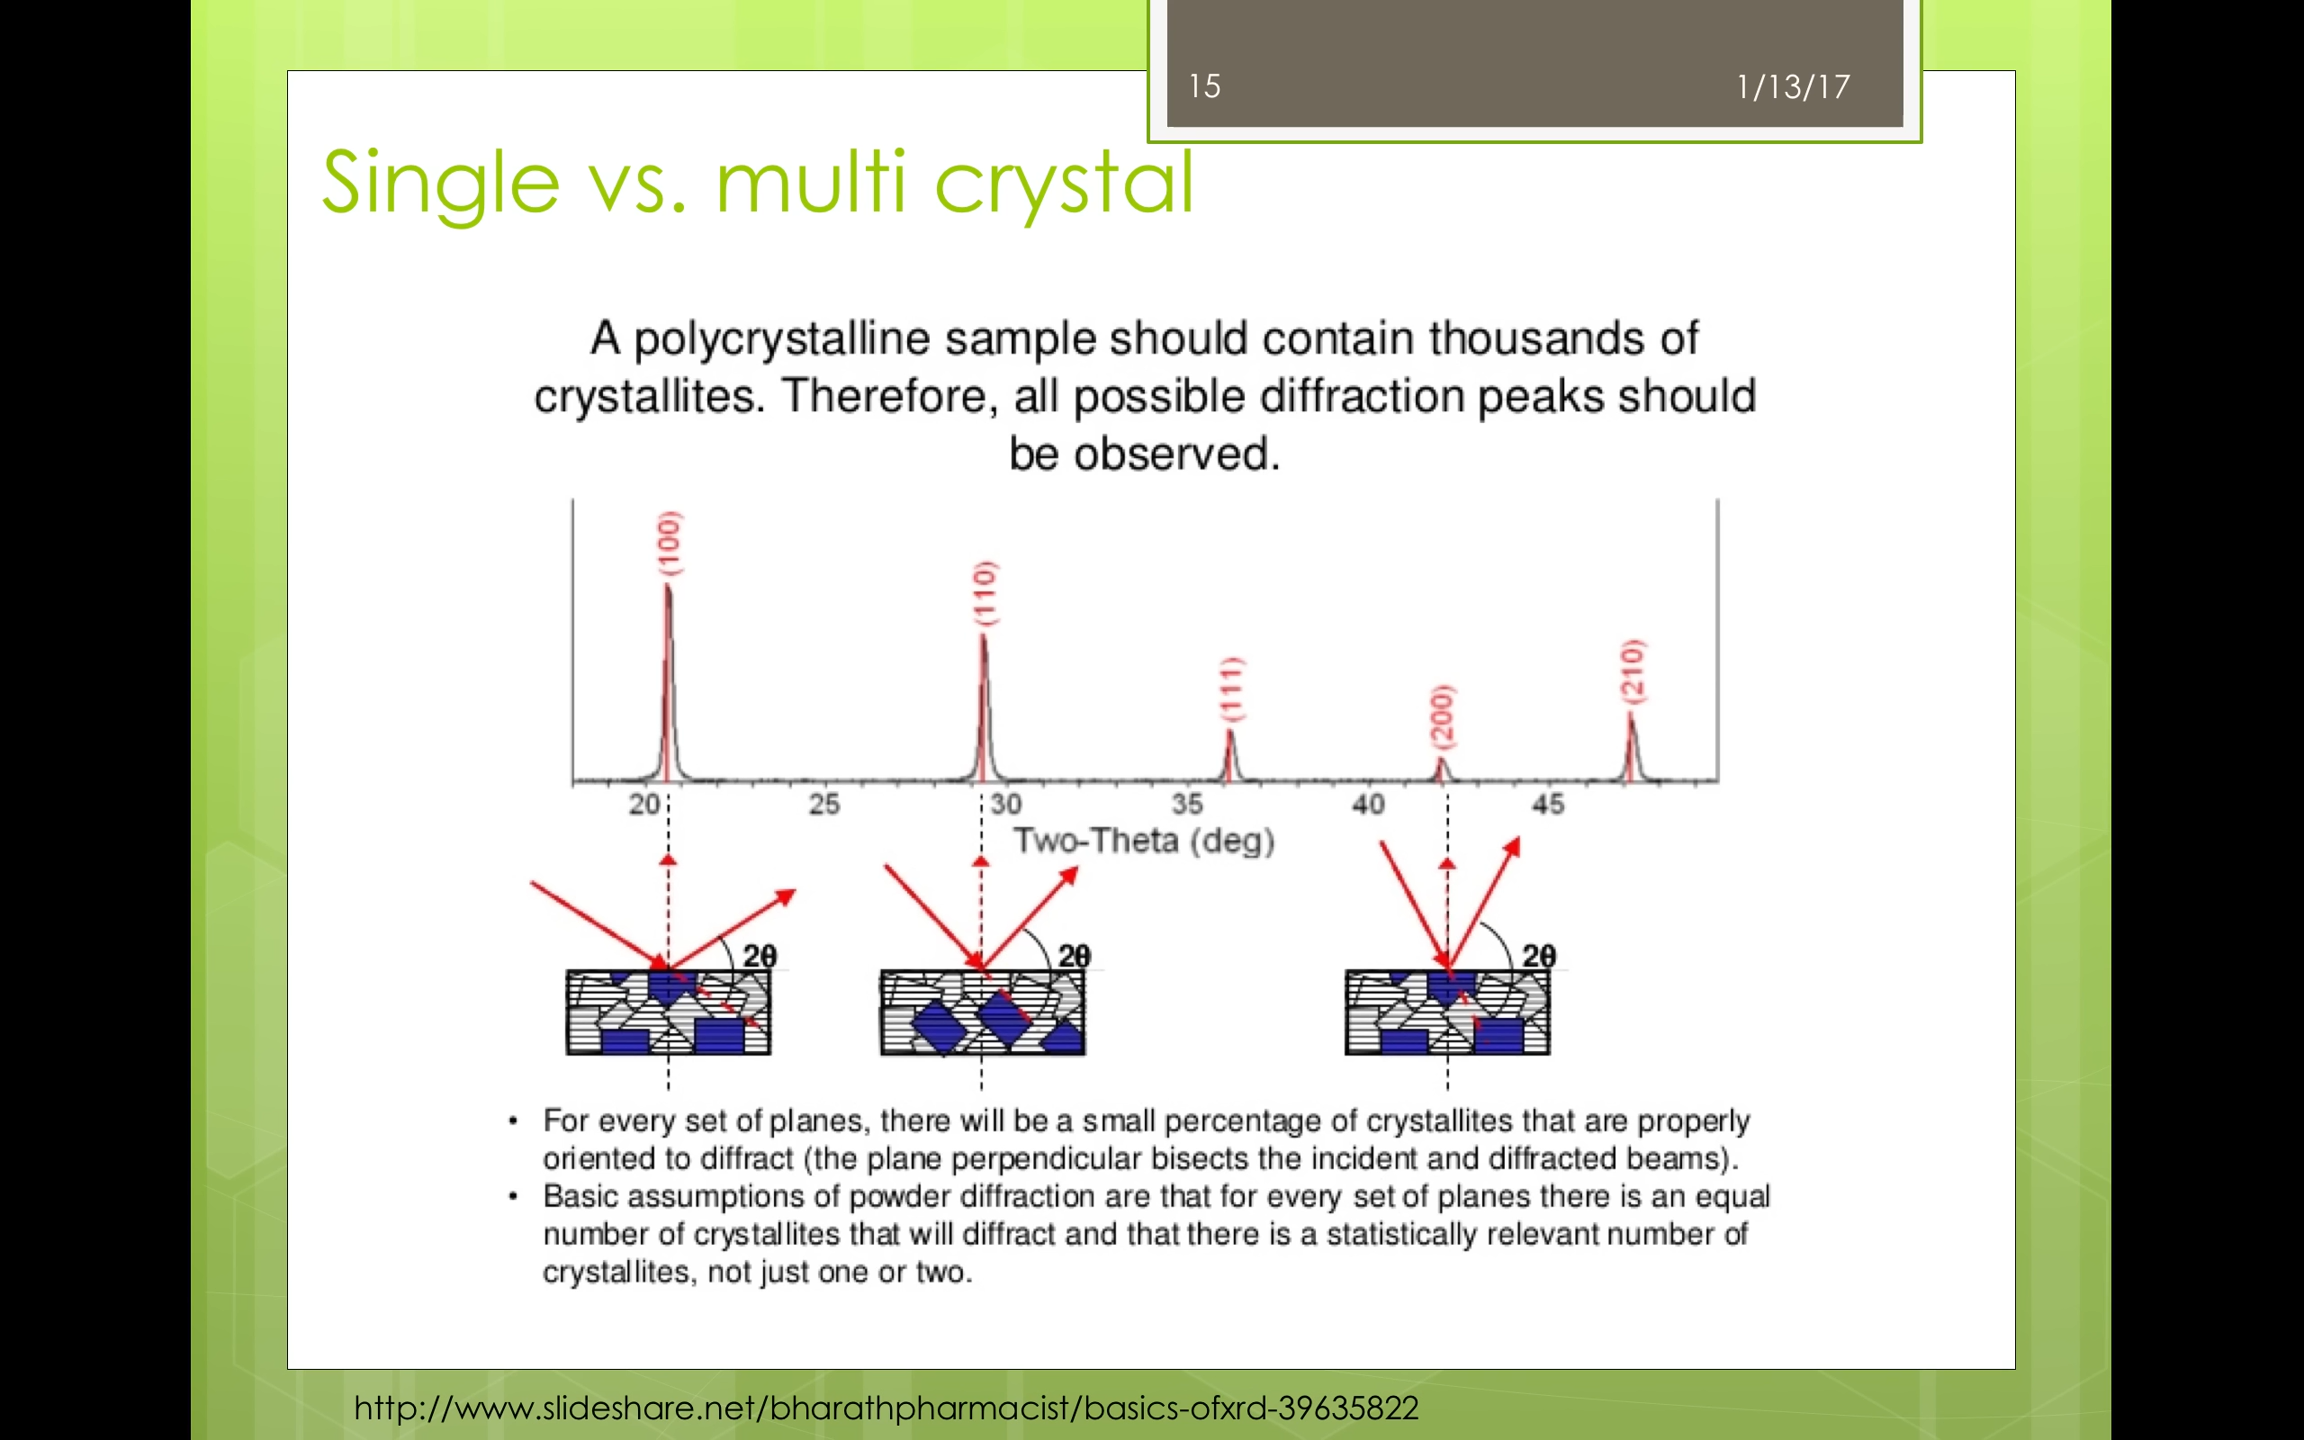 15
1/13/17
Single vs. multi crystal
A polycrystalline sample should contain thousands of
crystallites. Therefore, all possible diffraction peaks should
be observed.
(100)
(110)
(111)
(200)
(210)
20
25
30
35
40
45
Two-Theta (deg)
2θ
2θ
2θ
• For every set of planes, there will be a small percentage of crystallites that are properly
oriented to diffract (the plane perpendicular bisects the incident and diffracted beams).
• Basic assumptions of powder diffraction are that for every set of planes there is an equal
number of crystallites that will diffract and that there is a statistically relevant number of
crystallites, not just one or two.
http://www.slideshare.net/bharathpharmacist/basics-ofxrd-39635822